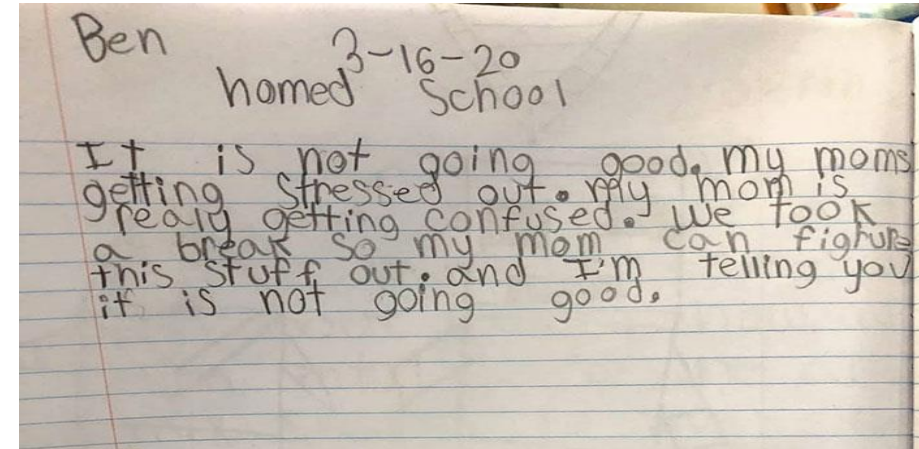 Ben
3-16-20
homed School
It is not going good. my moms
getting stressed out. My mom is
realy getting confused. We took
a break so my mom can fighure
this stuff out. and I'm telling you
it is not going good.